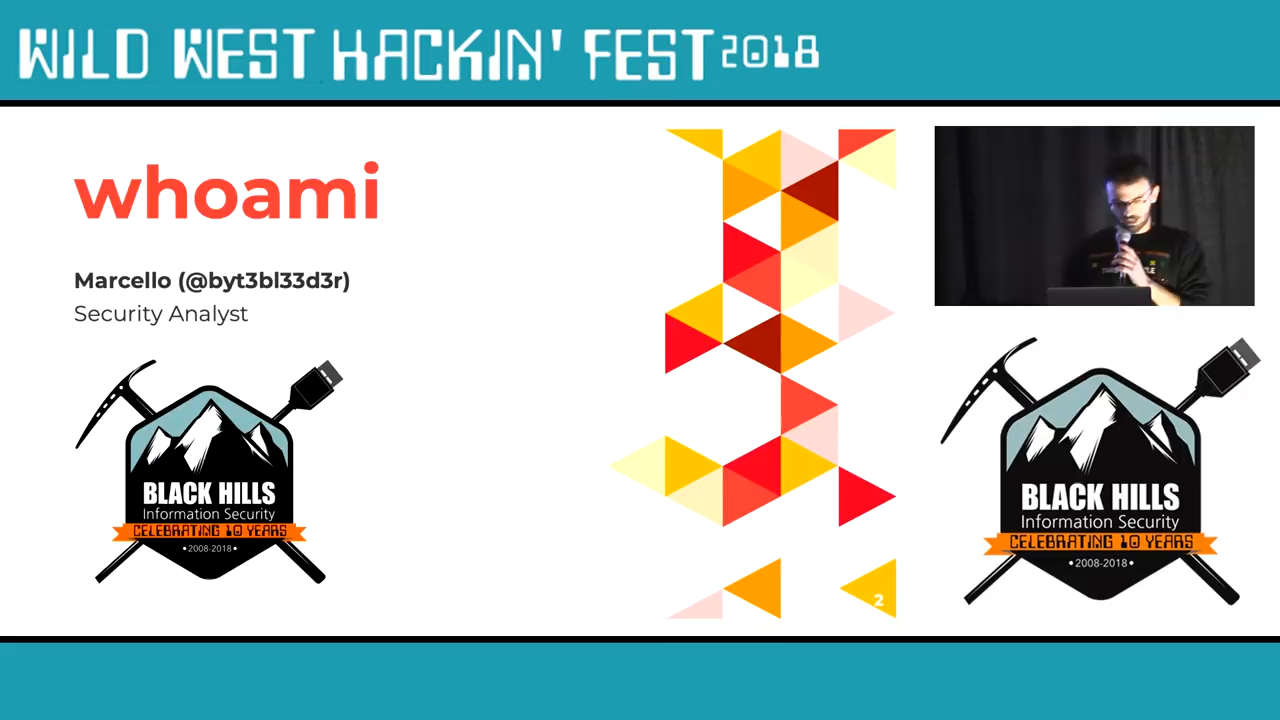 WILD WEST HACKIN' FEST 2018
whoami
Marcello (@byt3bl33d3r)
Security Analyst
BLACK HILLS
Information Security
CELEBRATING 10 YEARS
•2008-2018•
2
BLACK HILLS
Information Security
CELEBRATING 10 YEARS
•2008-2018•